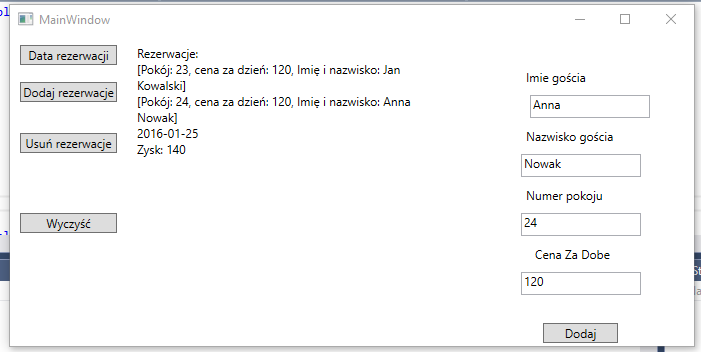 MainWindow
Data rezerwacji
Dodaj rezerwacje
Usuń rezerwacje
Wyczyść
Rezerwacje:
[Pokój: 23, cena za dzień: 120, Imię i nazwisko: Jan
Kowalski]
[Pokój: 24, cena za dzień: 120, Imię i nazwisko: Anna
Nowak]
2016-01-25
Zysk: 140
Imie gościa
Anna
Nazwisko gościa
Nowak
Numer pokoju
24
Cena Za Dobe
120
Dodaj